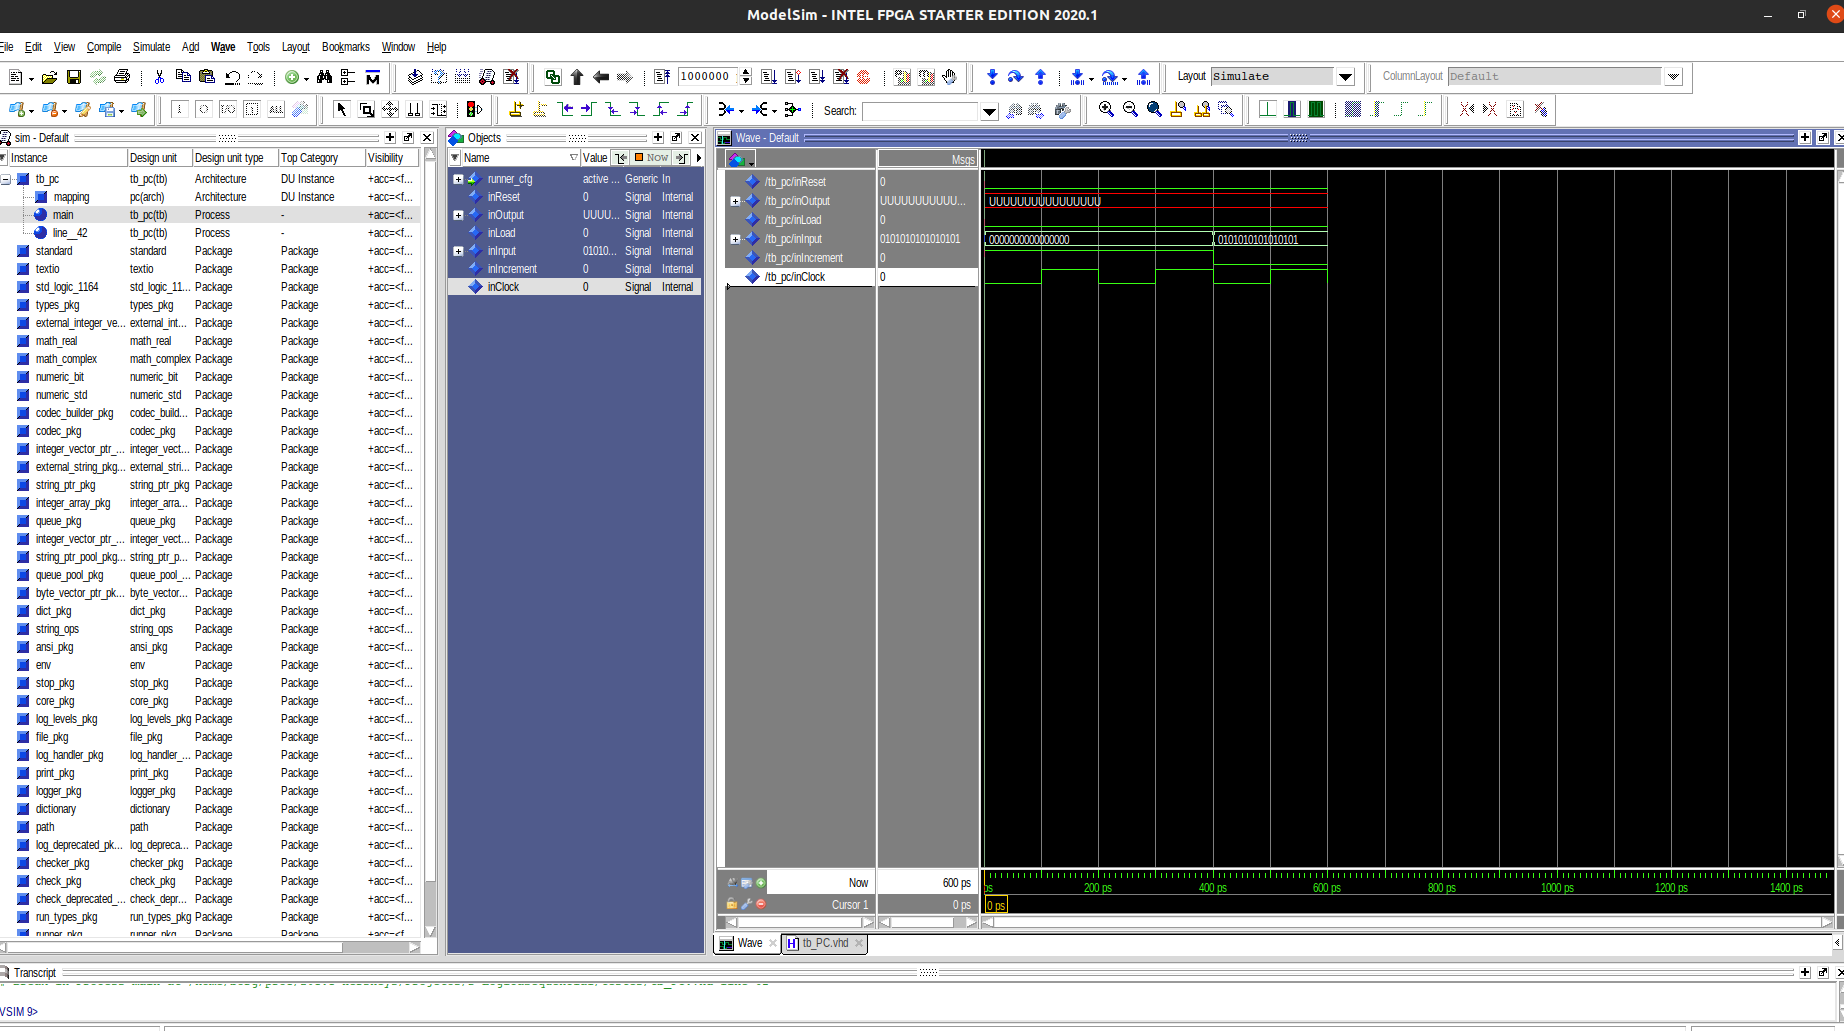 ModelSim - INTEL FPGA STARTER EDITION 2020.1
File Edit View Compile Simulate Add Wave Tools Layout Bookmarks Window Help
1000000
Layout Simulate
ColumnLayout Default
Search:
sim - Default
Instance Design unit Design unit type Top Category Visibility
tb_pc tb_pc(tb) Architecture DU Instance +acc=<f...
mapping pc(arch) Architecture DU Instance +acc=<f...
main tb_pc(tb) Process - +acc=<f...
line__42 tb_pc(tb) Process - +acc=<f...
standard standard Package Package +acc=<f...
textio textio Package Package +acc=<f...
std_logic_1164 std_logic_11... Package Package +acc=<f...
types_pkg types_pkg Package Package +acc=<f...
external_integer_ve... external_int... Package Package +acc=<f...
math_real math_real Package Package +acc=<f...
math_complex math_complex Package Package +acc=<f...
numeric_bit numeric_bit Package Package +acc=<f...
numeric_std numeric_std Package Package +acc=<f...
codec_builder_pkg codec_build... Package Package +acc=<f...
codec_pkg codec_pkg Package Package +acc=<f...
integer_vector_ptr_... integer_vect... Package Package +acc=<f...
external_string_pkg... external_stri... Package Package +acc=<f...
string_ptr_pkg string_ptr_pkg Package Package +acc=<f...
integer_array_pkg integer_arra... Package Package +acc=<f...
queue_pkg queue_pkg Package Package +acc=<f...
integer_vector_ptr_... integer_vect... Package Package +acc=<f...
string_ptr_pool_pkg... string_ptr_p... Package Package +acc=<f...
queue_pool_pkg queue_pool_... Package Package +acc=<f...
byte_vector_ptr_pk... byte_vector... Package Package +acc=<f...
dict_pkg dict_pkg Package Package +acc=<f...
string_ops string_ops Package Package +acc=<f...
ansi_pkg ansi_pkg Package Package +acc=<f...
env env Package Package +acc=<f...
stop_pkg stop_pkg Package Package +acc=<f...
core_pkg core_pkg Package Package +acc=<f...
log_levels_pkg log_levels_pkg Package Package +acc=<f...
file_pkg file_pkg Package Package +acc=<f...
log_handler_pkg log_handler_... Package Package +acc=<f...
print_pkg print_pkg Package Package +acc=<f...
logger_pkg logger_pkg Package Package +acc=<f...
dictionary dictionary Package Package +acc=<f...
path path Package Package +acc=<f...
log_deprecated_pk... log_depreca... Package Package +acc=<f...
checker_pkg checker_pkg Package Package +acc=<f...
check_pkg check_pkg Package Package +acc=<f...
check_deprecated_... check_depr... Package Package +acc=<f...
run_types_pkg run_types_pkg Package Package +acc=<f...
runner_pkg runner_pkg Package Package +acc=<f...
Objects
Name Value Now
runner_cfg active ... Generic In
inReset 0 Signal Internal
inOutput UUUU... Signal Internal
inLoad 0 Signal Internal
inInput 01010... Signal Internal
inIncrement 0 Signal Internal
inClock 0 Signal Internal
Wave - Default
Msgs
/tb_pc/inReset 0
/tb_pc/inOutput UUUUUUUUUUU... UUUUUUUUUUUUUUUU
/tb_pc/inLoad 0
/tb_pc/inInput 0101010101010101 0000000000000000 0101010101010101
/tb_pc/inIncrement 0
/tb_pc/inClock 0
Now 600 ps ps 200 ps 400 ps 600 ps 800 ps 1000 ps 1200 ps 1400 ps
Cursor 1 0 ps 0 ps
Wave tb_PC.vhd
Transcript
VSIM 9>